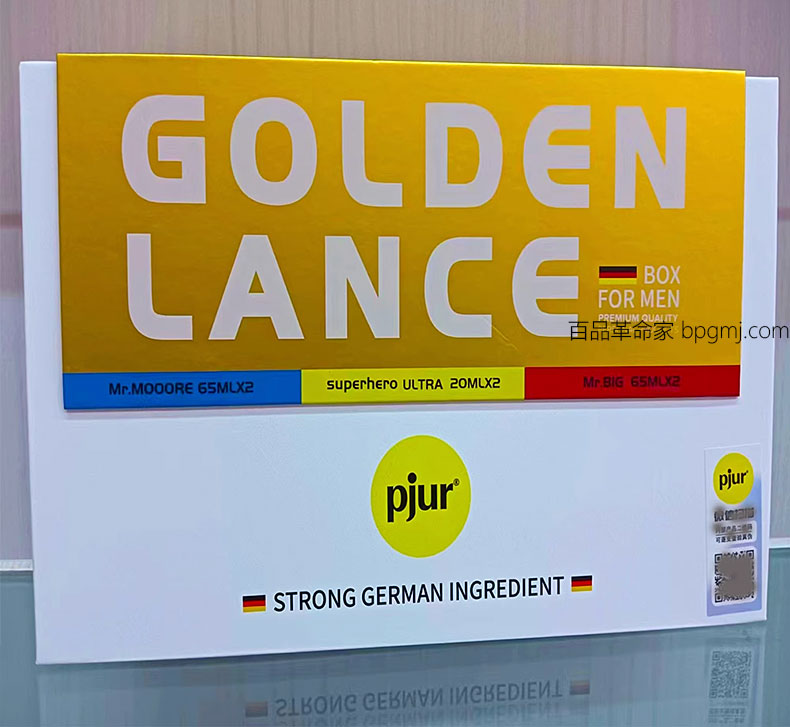 GOLDEN
LANCE
BOX
FOR MEN
PREMIUM QUALITY
百品革命家 bpgmj.com
Mr.MOOORE 65MLX2
superhero ULTRA 20MLX2
Mr.BIG 65MLX2
pjur®
pjur
STRONG GERMAN INGREDIENT
STRONG GERMAN INGREDIENT